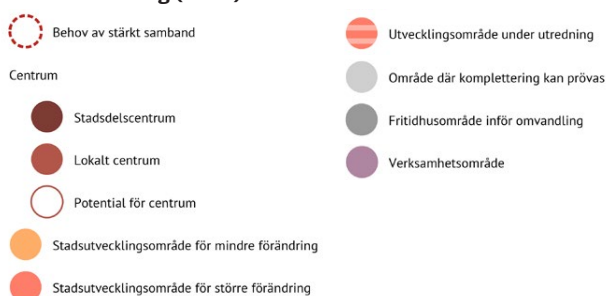 Behov av stärkt samband
Centrum
Stadsdelscentrum
Lokalt centrum
Potential för centrum
Stadsutvecklingsområde för mindre förändring
Stadsutvecklingsområde för större förändring
Utvecklingsområde under utredning
Område där komplettering kan prövas
Fritidhusområde inför omvandling
Verksamhetsområde